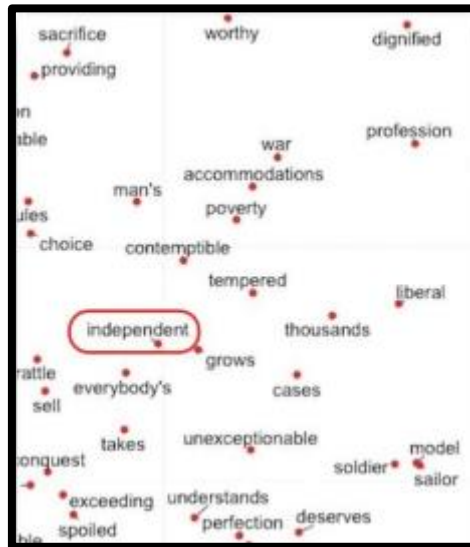 worthy
dignified
sacrifice
providing
profession
war
accommodations
man's
poverty
choice
contemptible
tempered
liberal
independent
thousands
grows
everybody's
cases
sell
takes
unexceptionable
model
soldier
sailor
exceeding
understands
spoiled
perfection
deserves